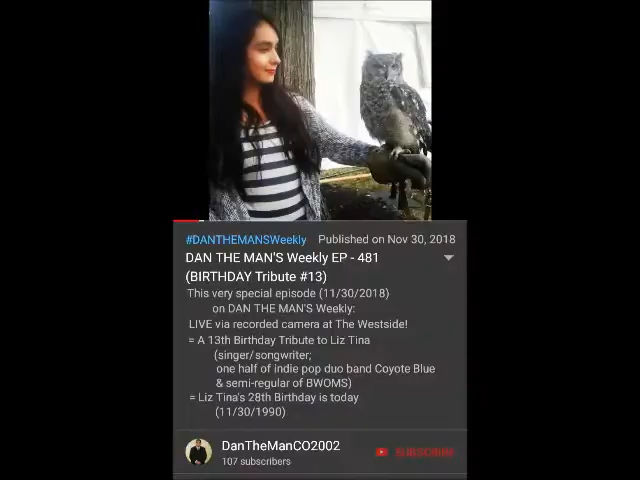 #DANTHEMANSWeekly Published on Nov 30, 2018
DAN THE MAN'S Weekly EP - 481
(BIRTHDAY Tribute #13)
This very special episode (11/30/2018)
on DAN THE MAN'S Weekly:
LIVE via recorded camera at The Westside!
= A 13th Birthday Tribute to Liz Tina
(singer/songwriter;
one half of indie pop duo band Coyote Blue
& semi-regular of BWOMS)
= Liz Tina's 28th Birthday is today
(11/30/1990)
DanTheManCO2002
SUBSCRIBE
107 subscribers